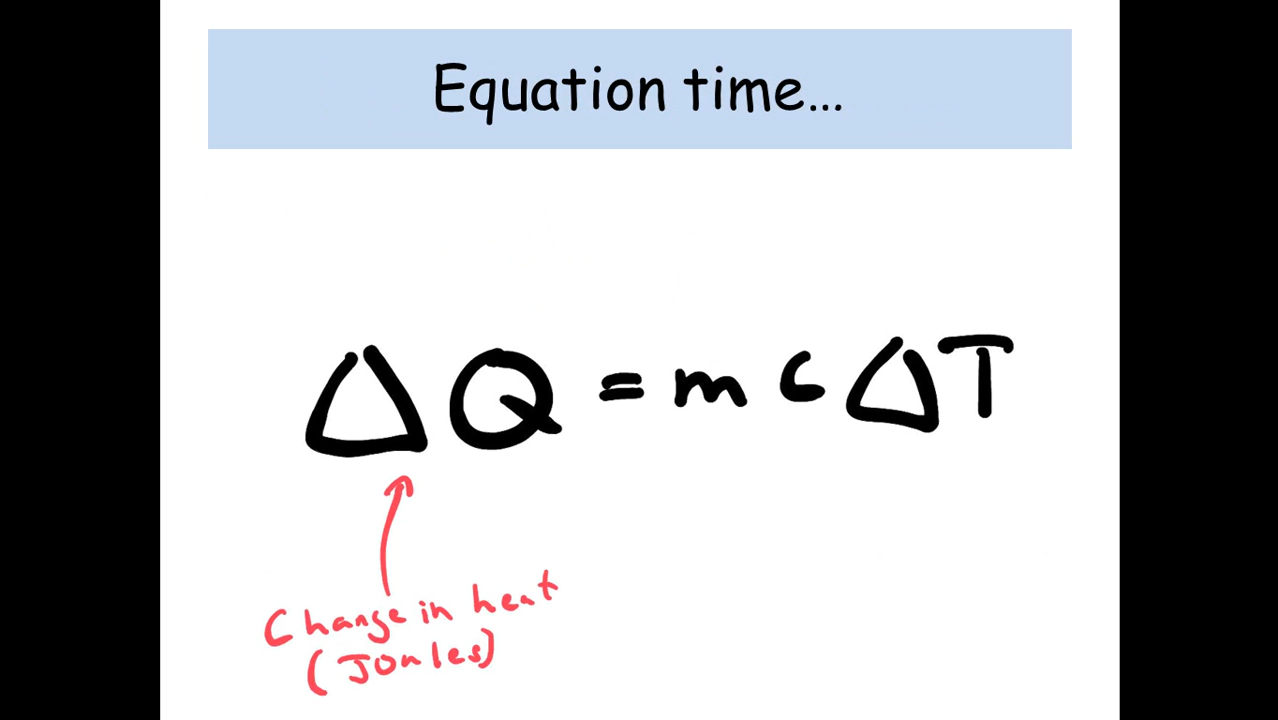 Equation time...
ΔQ = mcΔT
Change in heat
(Joules)